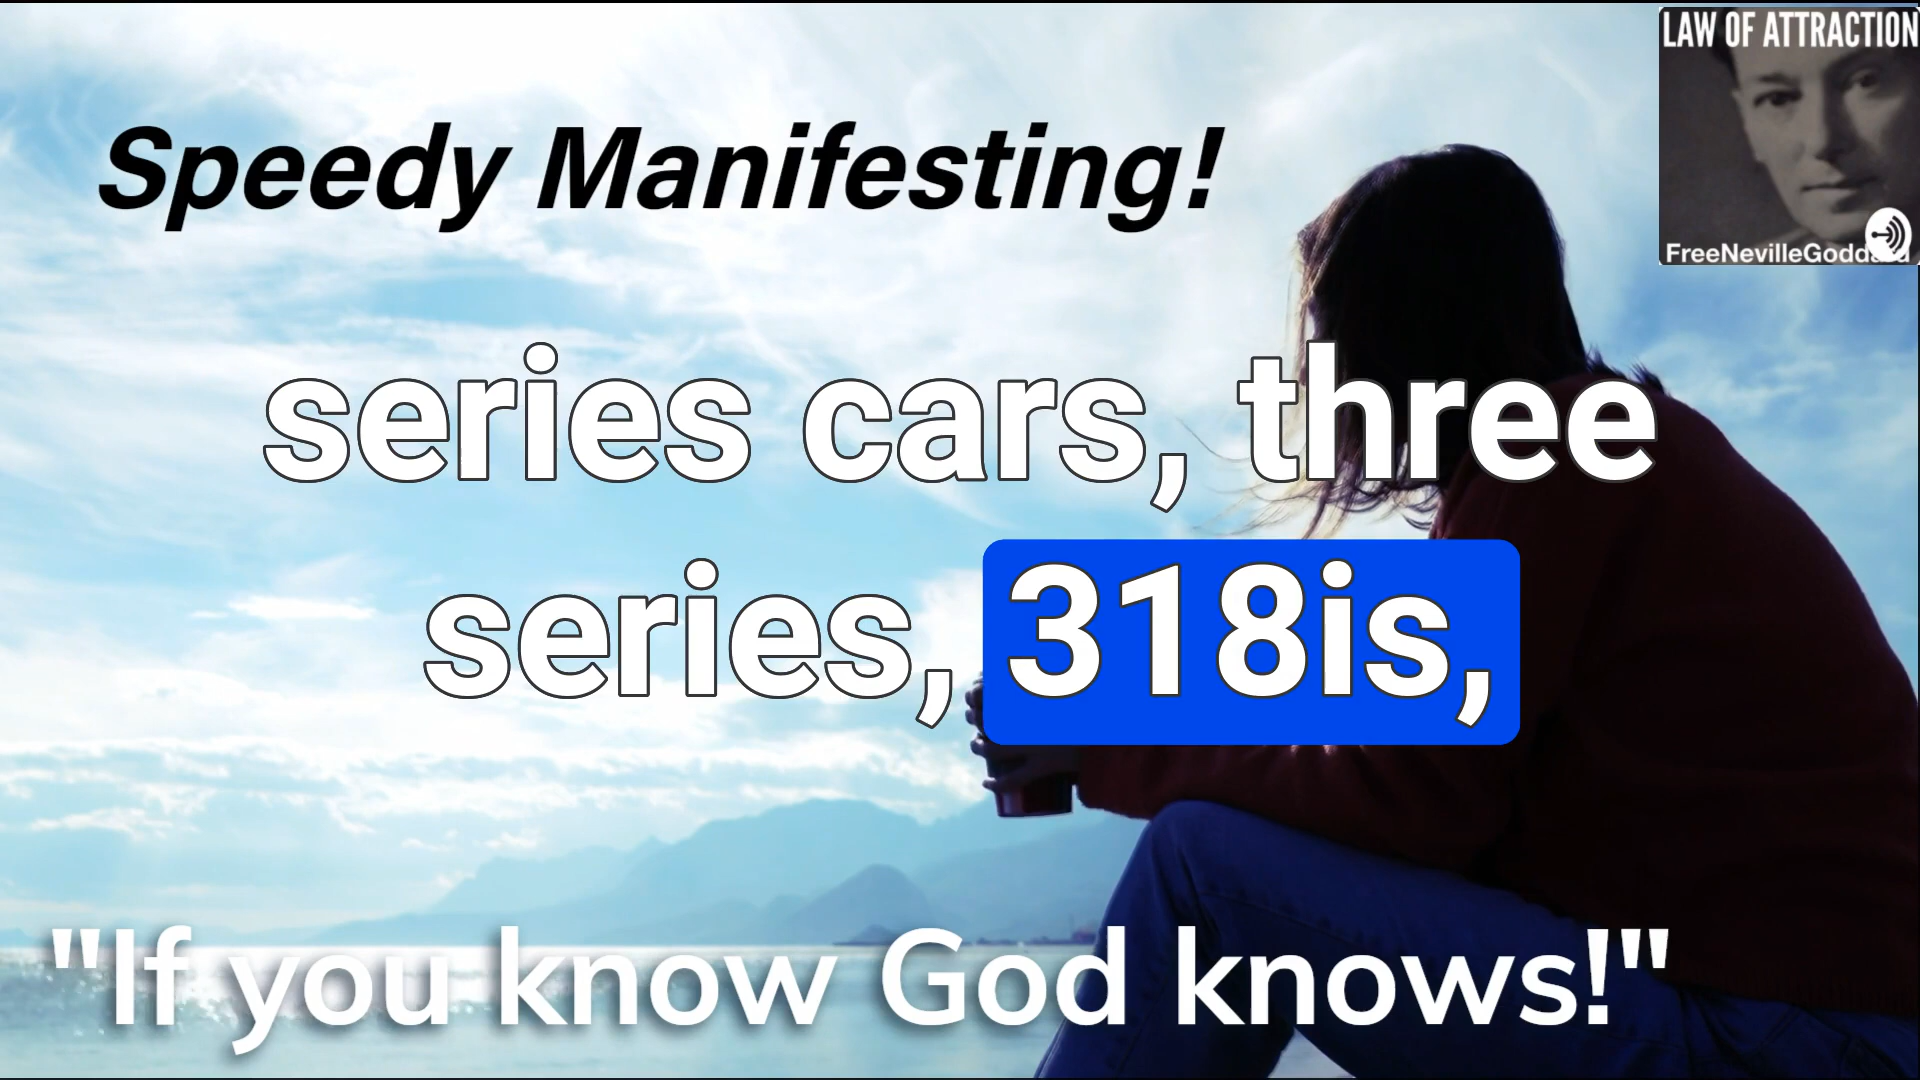 LAW OF ATTRACTION
Speedy Manifesting!
FreeNevilleGodd
series cars, three
series, 318is,
"If you know God knows!"